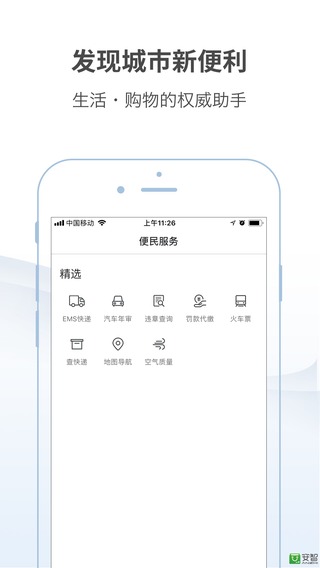 发现城市新便利
生活·购物的权威助手
中国移动 上午11:26
便民服务
精选
EMS快递 汽车年审 违章查询 罚款代缴 火车票
查快递 地图导航 空气质量
安智